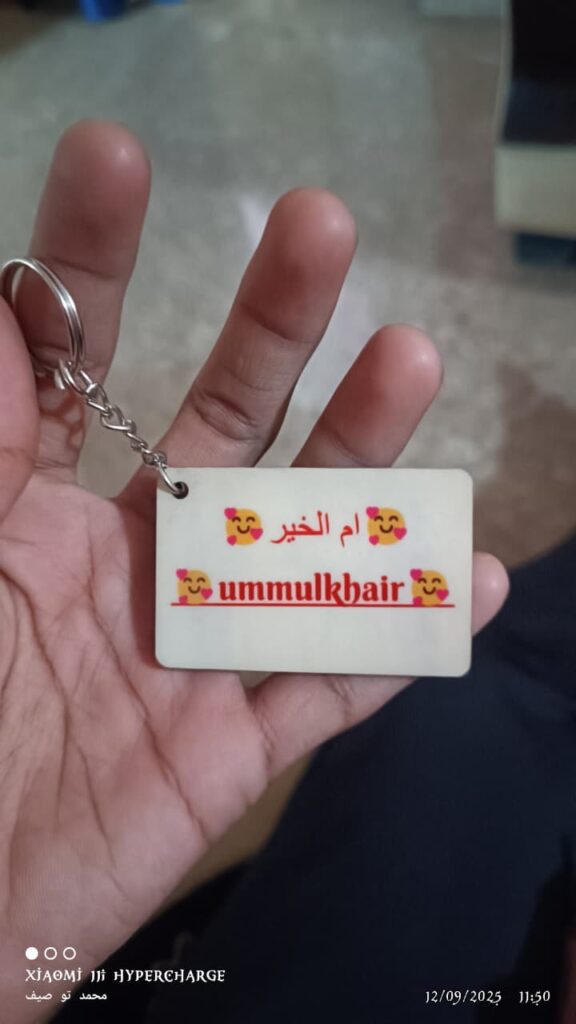 🥰 ام الخير 🥰
🥰 ummulkhair 🥰
XIAOMI 11i HYPERCHARGE
محمد تو صيف
12/09/2025 11:50